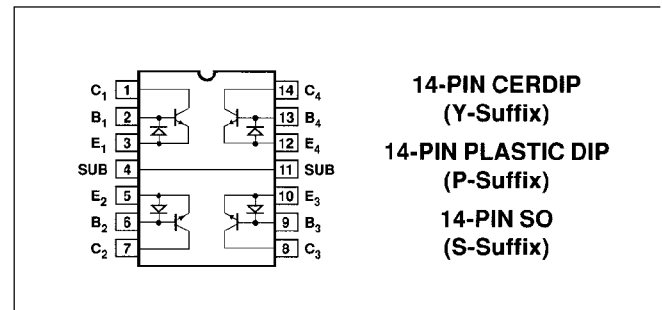 C1 1 14 C4
B1 2 13 B4
E1 3 12 E4
SUB 4 11 SUB
E2 5 10 E3
B2 6 9 B3
C2 7 8 C3
14-PIN CERDIP
(Y-Suffix)
14-PIN PLASTIC DIP
(P-Suffix)
14-PIN SO
(S-Suffix)